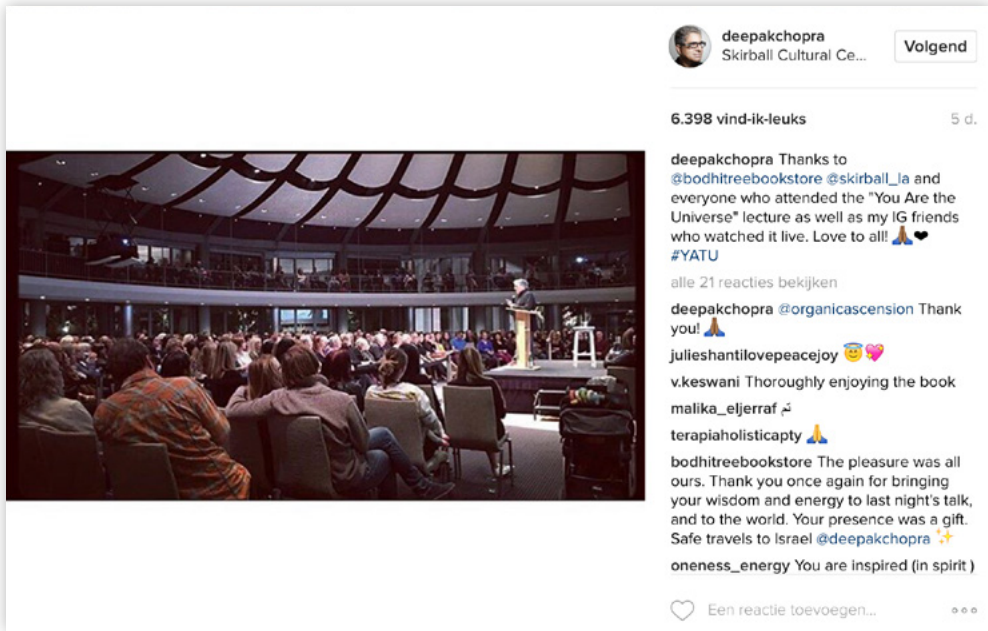 deepakchopra
Skirball Cultural Ce...
Volgend
6.398 vind-ik-leuks
5 d.
deepakchopra Thanks to
@bodhitreebookstore @skirball_la and
everyone who attended the "You Are the
Universe" lecture as well as my IG friends
who watched it live. Love to all! 🙏🏾❤
#YATU
alle 21 reacties bekijken
deepakchopra @organicascension Thank
you! 🙏🏾
julieshantilovepeacejoy 😇💖
v.keswani Thoroughly enjoying the book
malika_eljerraf تم
terapiaholisticapty 🙏
bodhitreebookstore The pleasure was all
ours. Thank you once again for bringing
your wisdom and energy to last night's talk,
and to the world. Your presence was a gift.
Safe travels to Israel @deepakchopra ✨
oneness_energy You are inspired (in spirit )
Een reactie toevoegen...